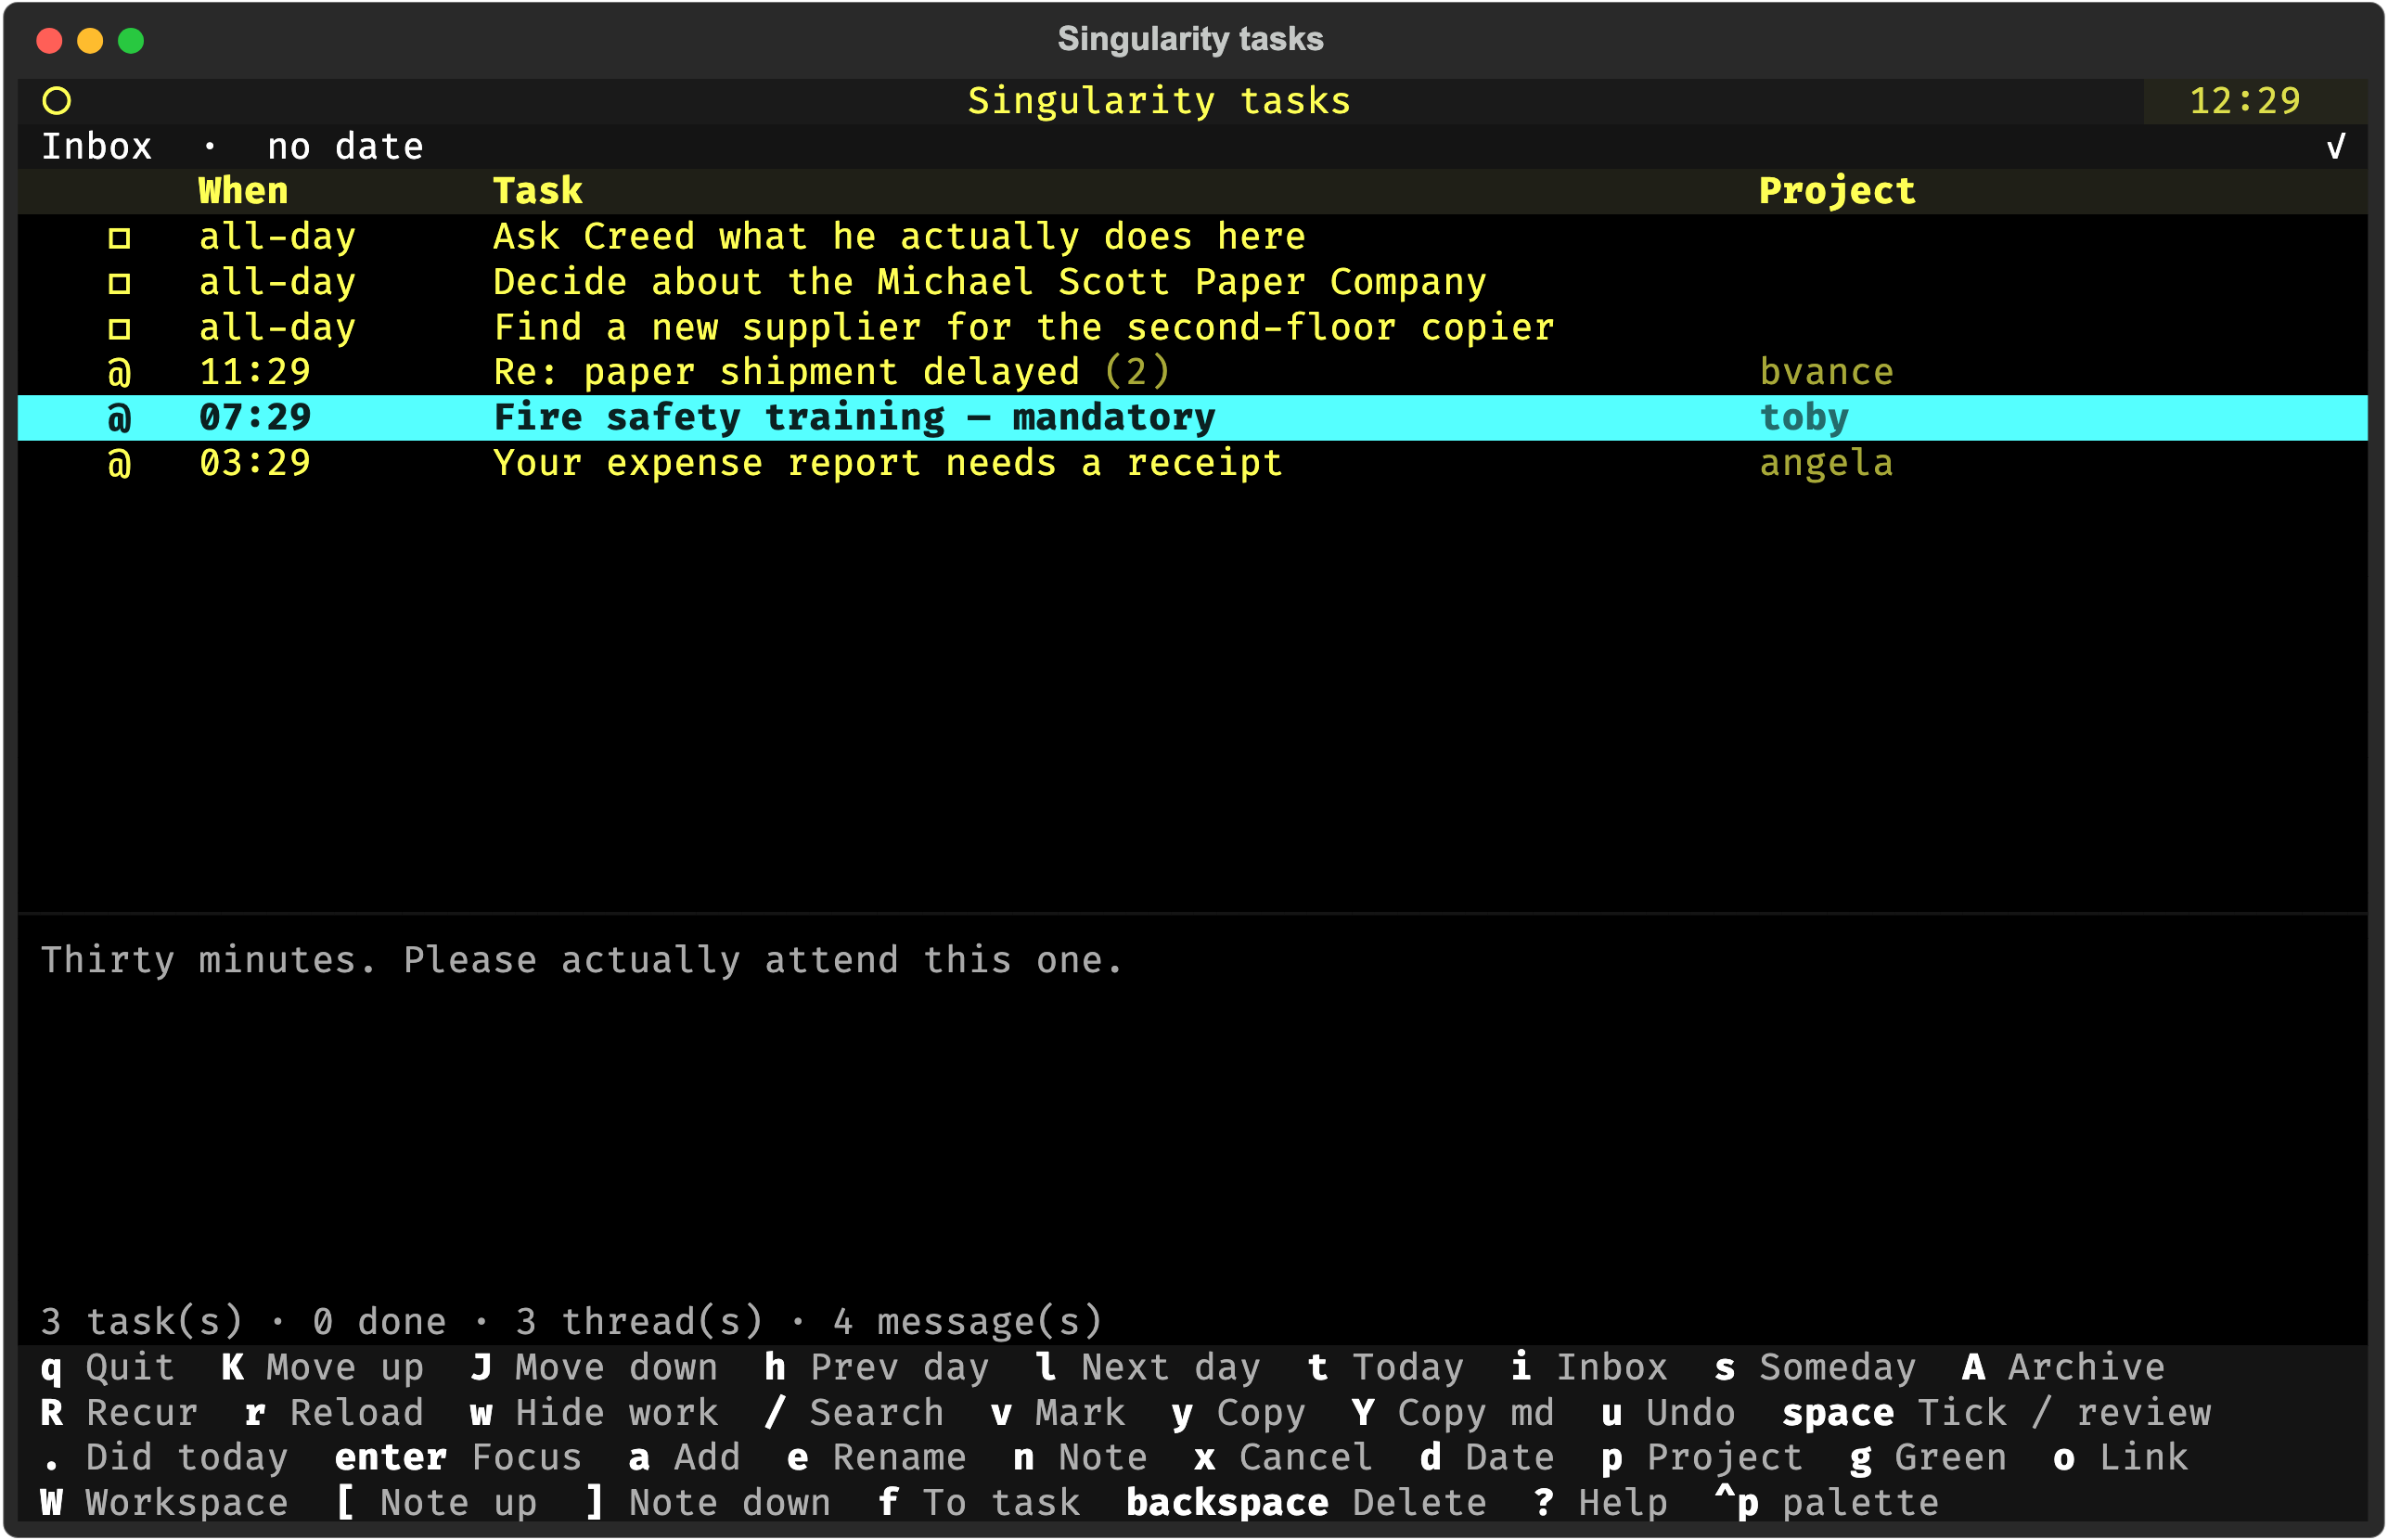 Singularity tasks
Singularity tasks 12:29
Inbox · no date √
When Task Project
all-day Ask Creed what he actually does here
all-day Decide about the Michael Scott Paper Company
all-day Find a new supplier for the second-floor copier
@ 11:29 Re: paper shipment delayed (2) bvance
@ 07:29 Fire safety training — mandatory toby
@ 03:29 Your expense report needs a receipt angela
Thirty minutes. Please actually attend this one.
3 task(s) · 0 done · 3 thread(s) · 4 message(s)
q Quit K Move up J Move down h Prev day l Next day t Today i Inbox s Someday A Archive
R Recur r Reload w Hide work / Search v Mark y Copy Y Copy md u Undo space Tick / review
. Did today enter Focus a Add e Rename n Note x Cancel d Date p Project g Green o Link
W Workspace [ Note up ] Note down f To task backspace Delete ? Help ^p palette